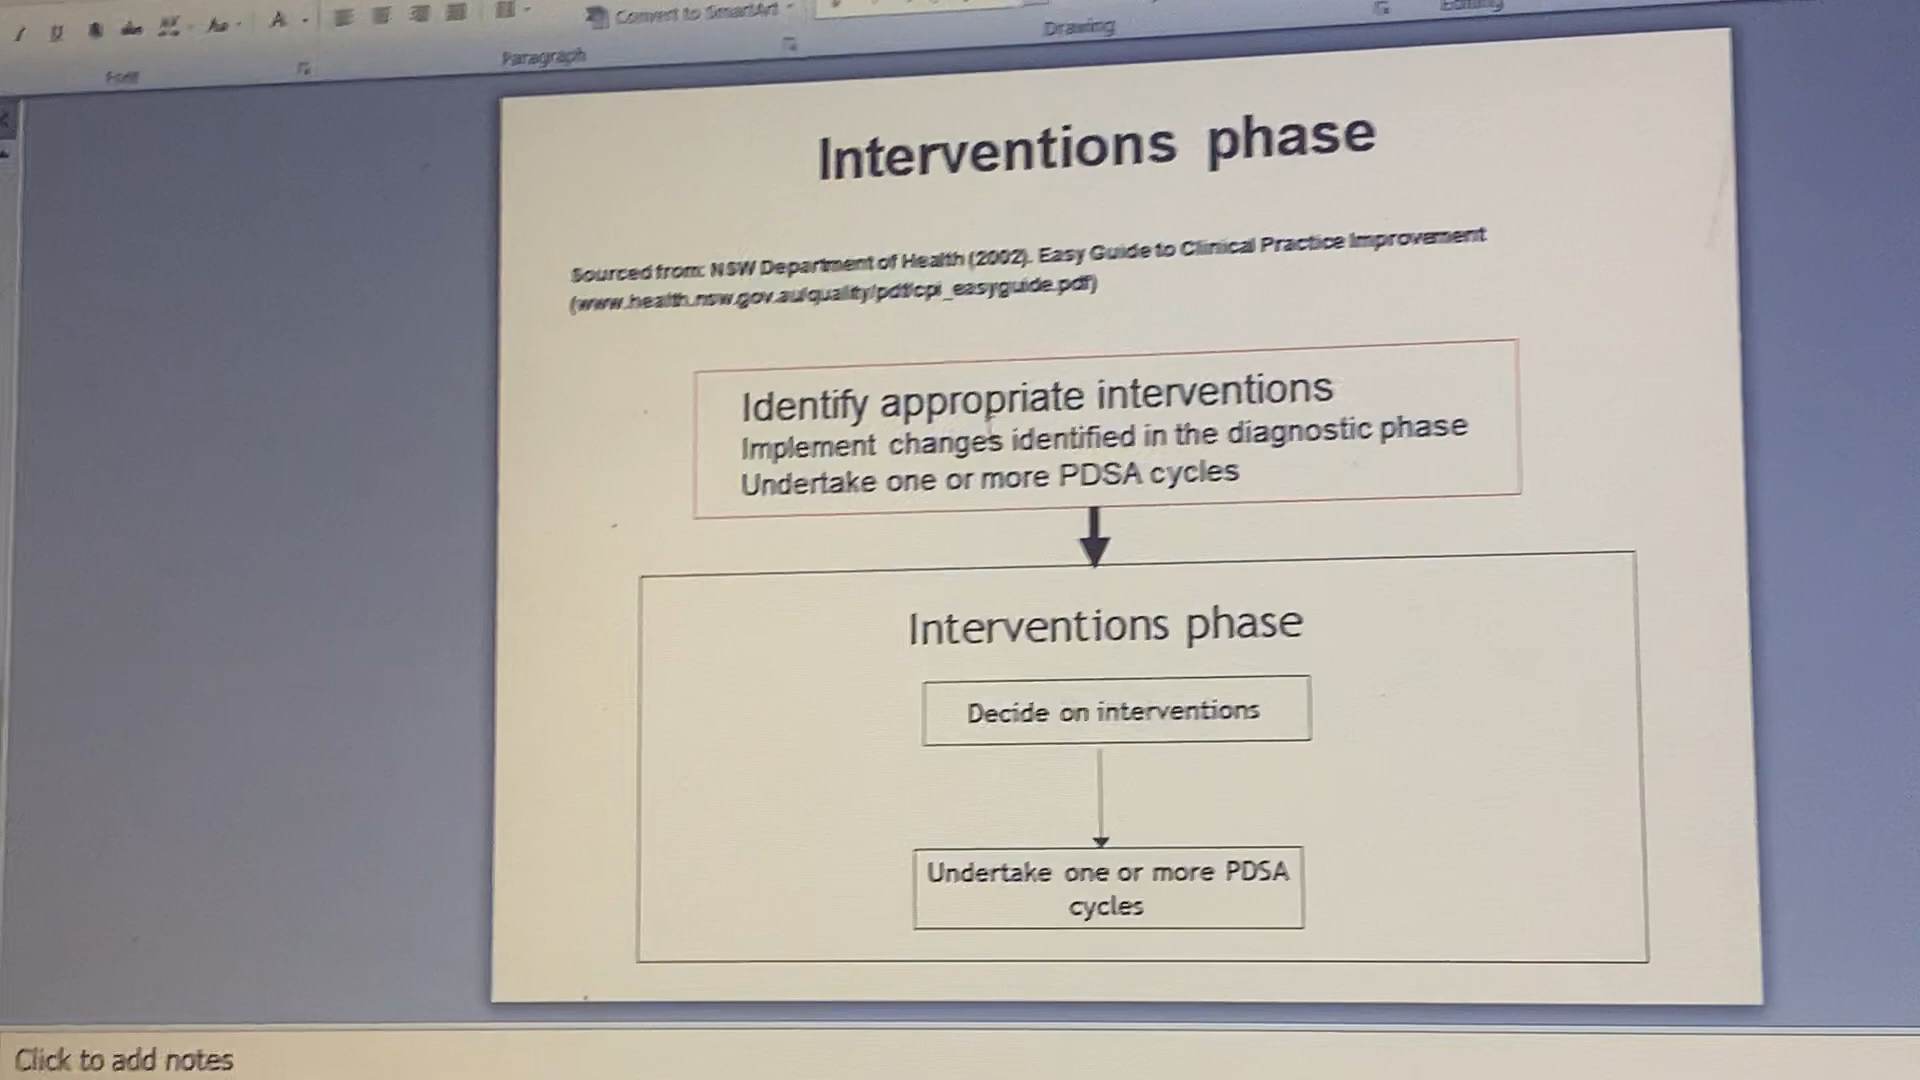 Convert to SmartArt
Font
Paragraph
Drawing
Editing
Interventions phase
Sourced from: NSW Department of Health (2002). Easy Guide to Clinical Practice Improvement
(www.health.nsw.gov.au/quality/pdf/cpi_easyguide.pdf)
Identify appropriate interventions
Implement changes identified in the diagnostic phase
Undertake one or more PDSA cycles
Interventions phase
Decide on interventions
Undertake one or more PDSA
cycles
Click to add notes